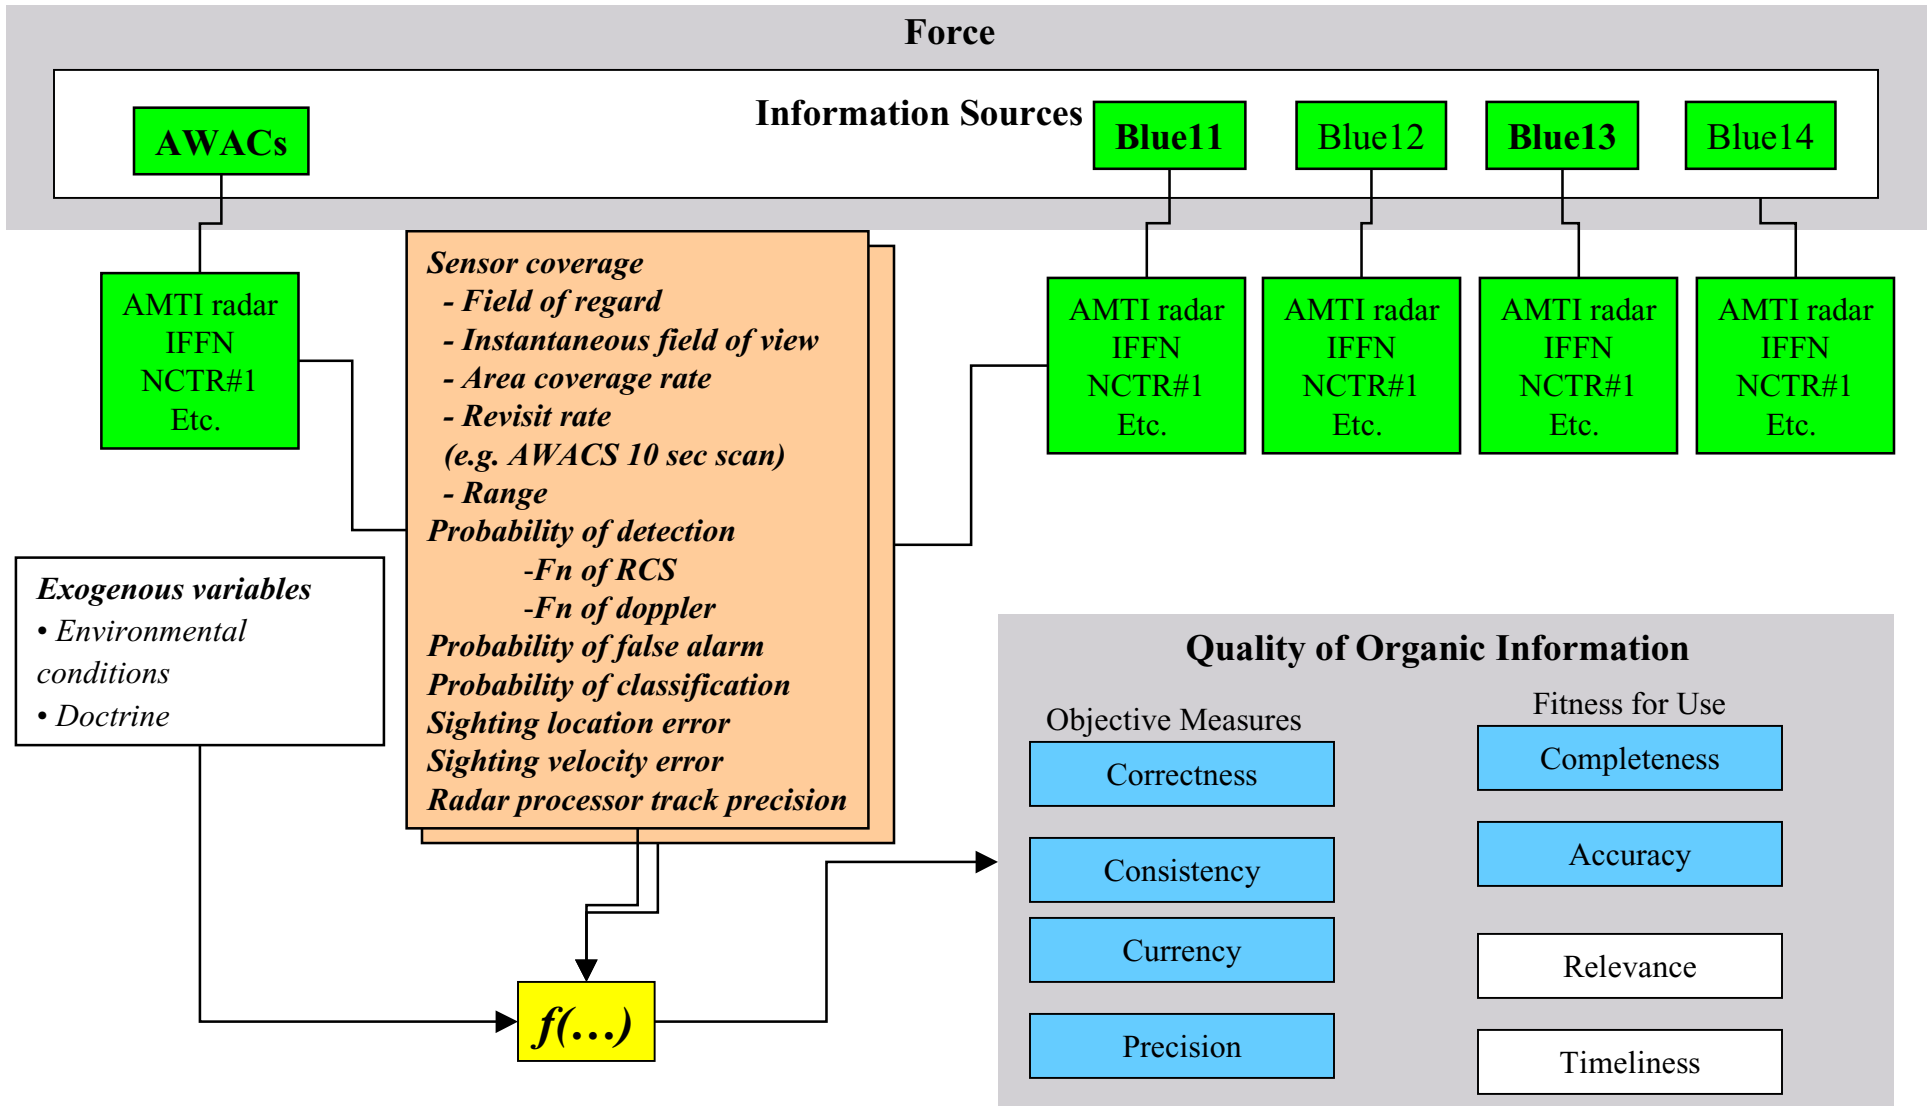 Force
Information Sources
AWACs
Blue11
Blue12
Blue13
Blue14
AMTI radar
IFFN
NCTR#1
Etc.
Sensor coverage
- Field of regard
- Instantaneous field of view
- Area coverage rate
- Revisit rate
(e.g. AWACS 10 sec scan)
- Range
Probability of detection
-Fn of RCS
-Fn of doppler
Probability of false alarm
Probability of classification
Sighting location error
Sighting velocity error
Radar processor track precision
AMTI radar
IFFN
NCTR#1
Etc.
AMTI radar
IFFN
NCTR#1
Etc.
AMTI radar
IFFN
NCTR#1
Etc.
AMTI radar
IFFN
NCTR#1
Etc.
Exogenous variables
• Environmental
conditions
• Doctrine
f(…)
Quality of Organic Information
Objective Measures
Correctness
Consistency
Currency
Precision
Fitness for Use
Completeness
Accuracy
Relevance
Timeliness